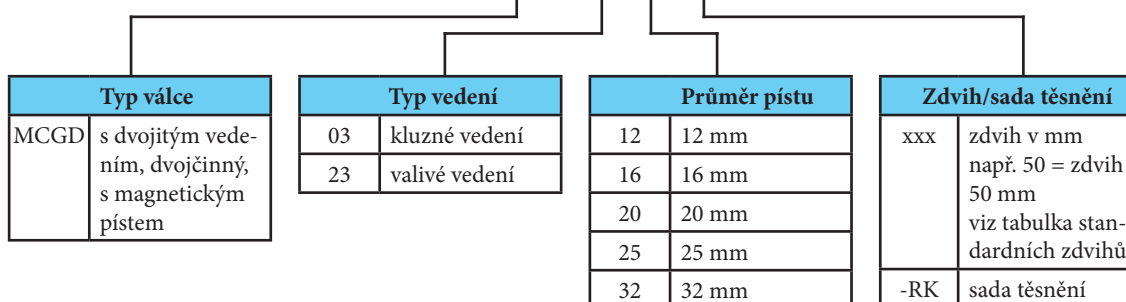 Typ válce
MCGD s dvojitým vede-
ním, dvojčinný,
s magnetickým
pístem
Typ vedení
03 kluzné vedení
23 valivé vedení
Průměr pístu
12 12 mm
16 16 mm
20 20 mm
25 25 mm
32 32 mm
Zdvih/sada těsnění
xxx zdvih v mm
např. 50 = zdvih
50 mm
viz tabulka stan-
dardních zdvihů
-RK sada těsnění